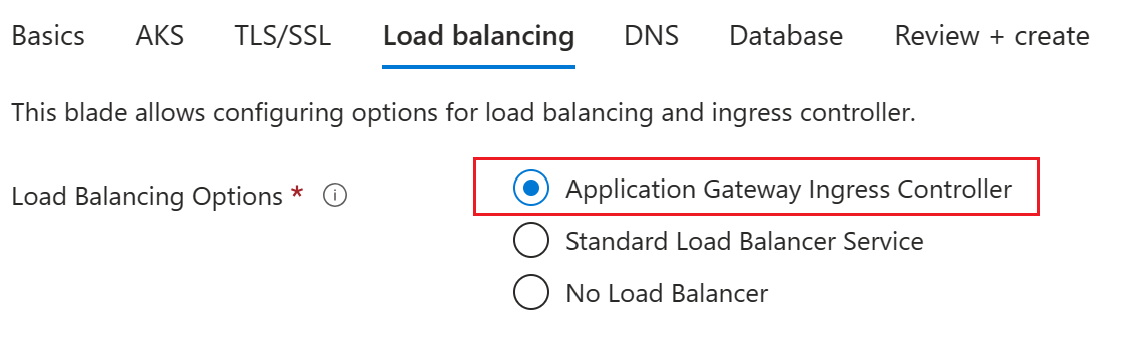 Basics AKS TLS/SSL Load balancing DNS Database Review + create
This blade allows configuring options for load balancing and ingress controller.
Load Balancing Options *
Application Gateway Ingress Controller
Standard Load Balancer Service
No Load Balancer